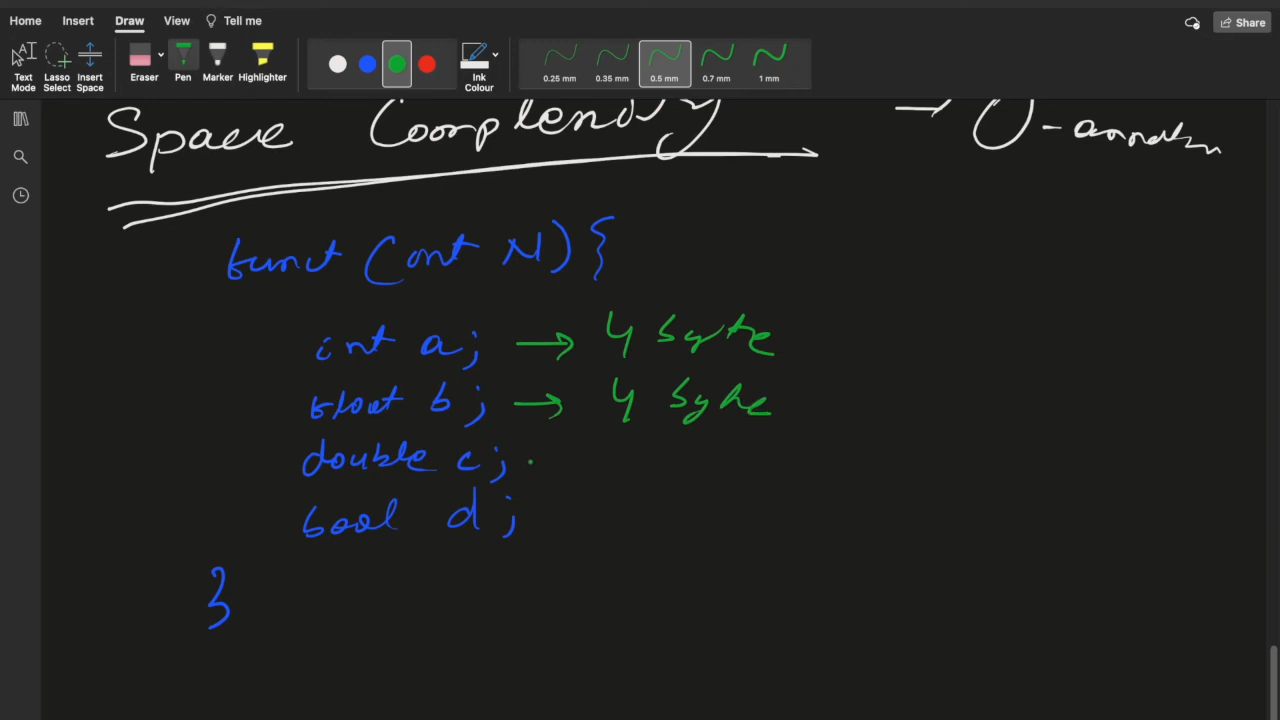 Home Insert Draw View Tell me
Share
Text Mode Lasso Select Insert Space Eraser Pen Marker Highlighter Ink Colour 0.25 mm 0.35 mm 0.5 mm 0.7 mm 1 mm
Space Complexity → O-
funct (int N) {
int a; → 4 byte
float b; → 4 byte
double c;
bool d;
}